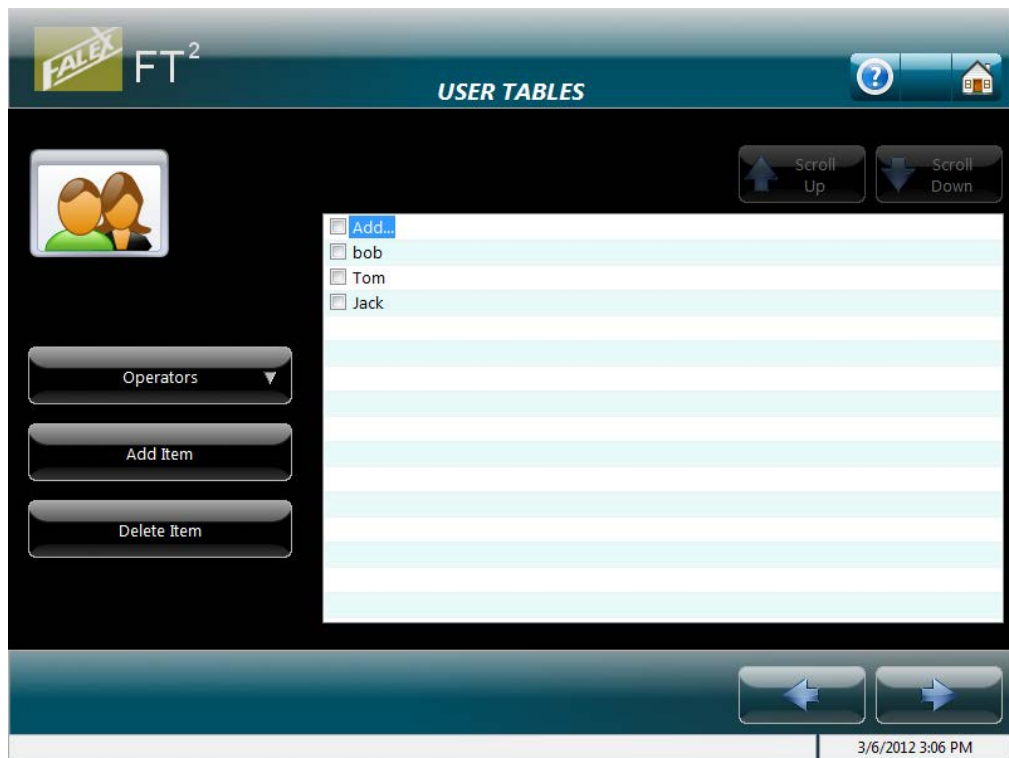 FALEX FT²
USER TABLES
?
Scroll
Up
Scroll
Down
Add...
bob
Tom
Jack
Operators
Add Item
Delete Item
3/6/2012 3:06 PM